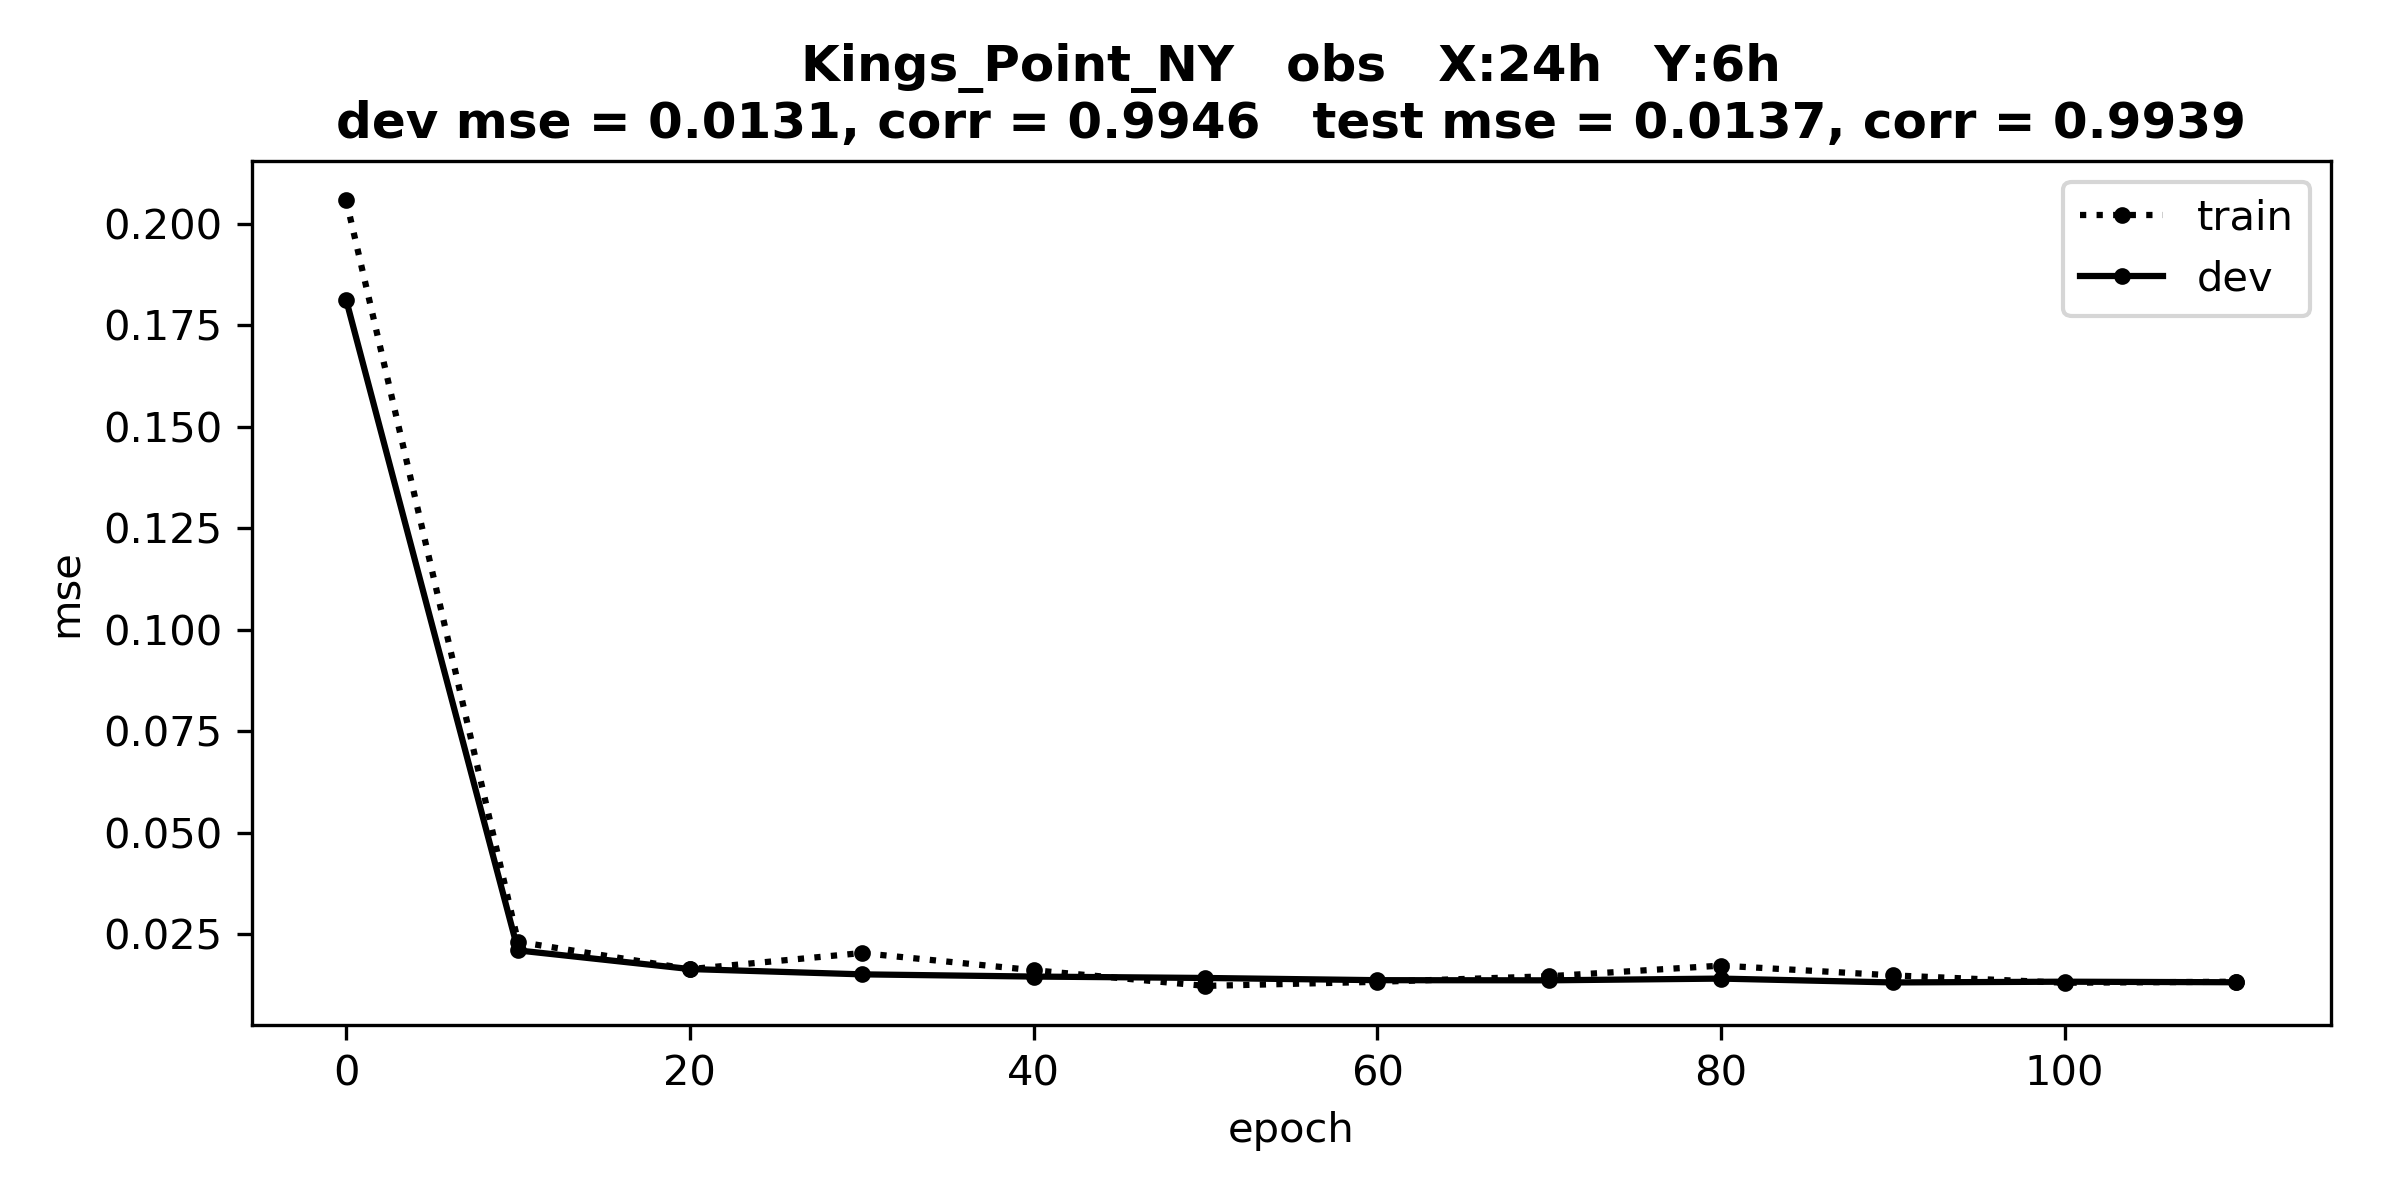 Kings_Point_NY obs X:24h Y:6h
dev mse = 0.0131, corr = 0.9946 test mse = 0.0137, corr = 0.9939
train
dev
mse
0.200
0.175
0.150
0.125
0.100
0.075
0.050
0.025
0 20 40 60 80 100
epoch